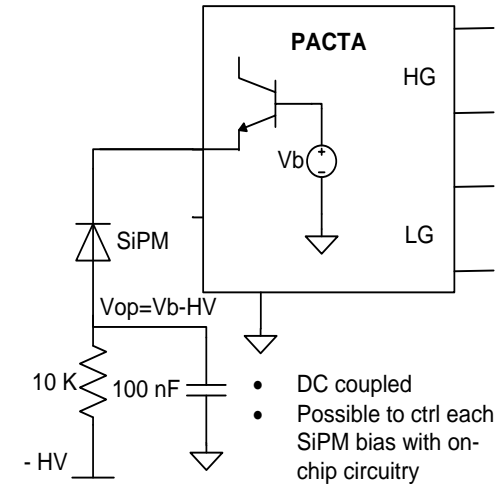 PACTA
HG
Vb
+
-
SiPM
LG
Vop=Vb-HV
10 K
100 nF
- HV
• DC coupled
• Possible to ctrl each
SiPM bias with on-
chip circuitry